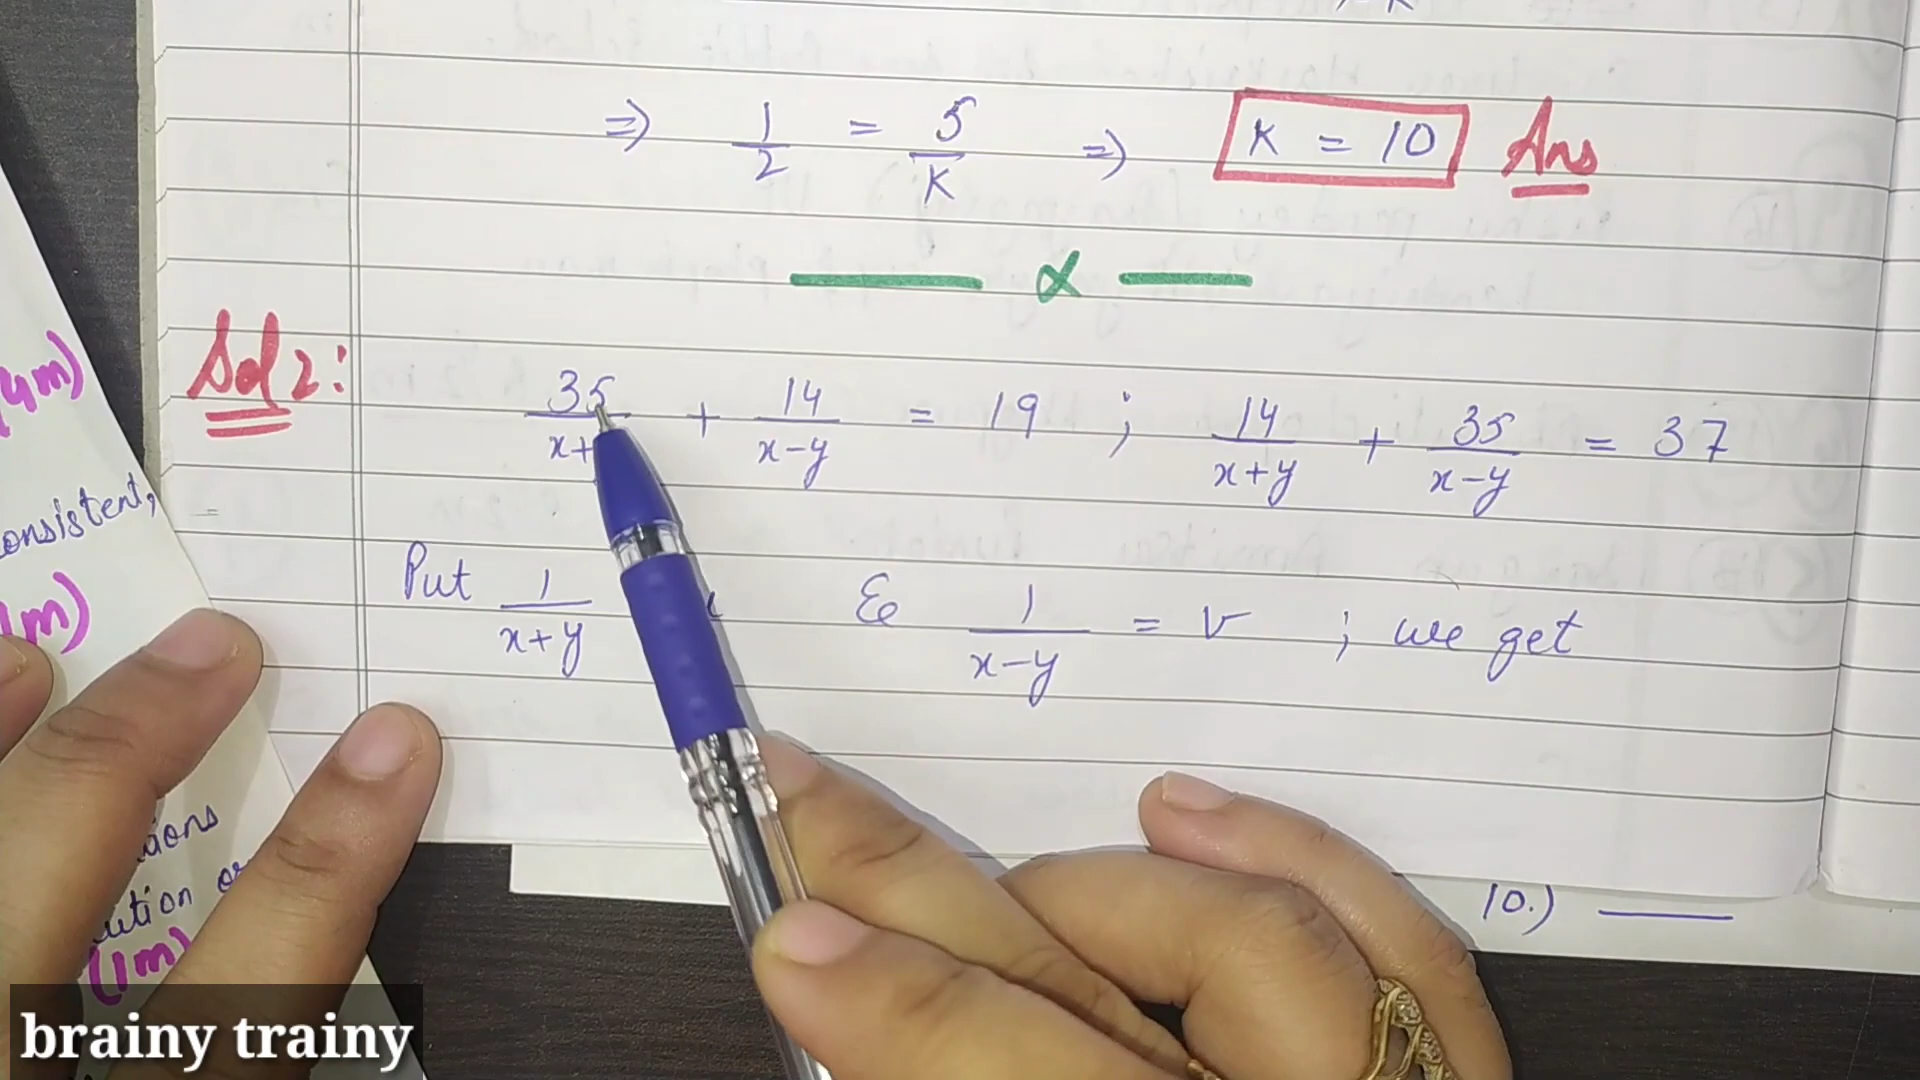 ⇒ 1/2 = 5/K ⇒ K = 10 Ans
α
Sol 2:
35/x+ + 14/x-y = 19 ; 14/x+y + 35/x-y = 37
Put 1/x+y & 1/x-y = v ; we get
10.)
4m)
onsistent,
m)
ution or
(1m)
brainy trainy